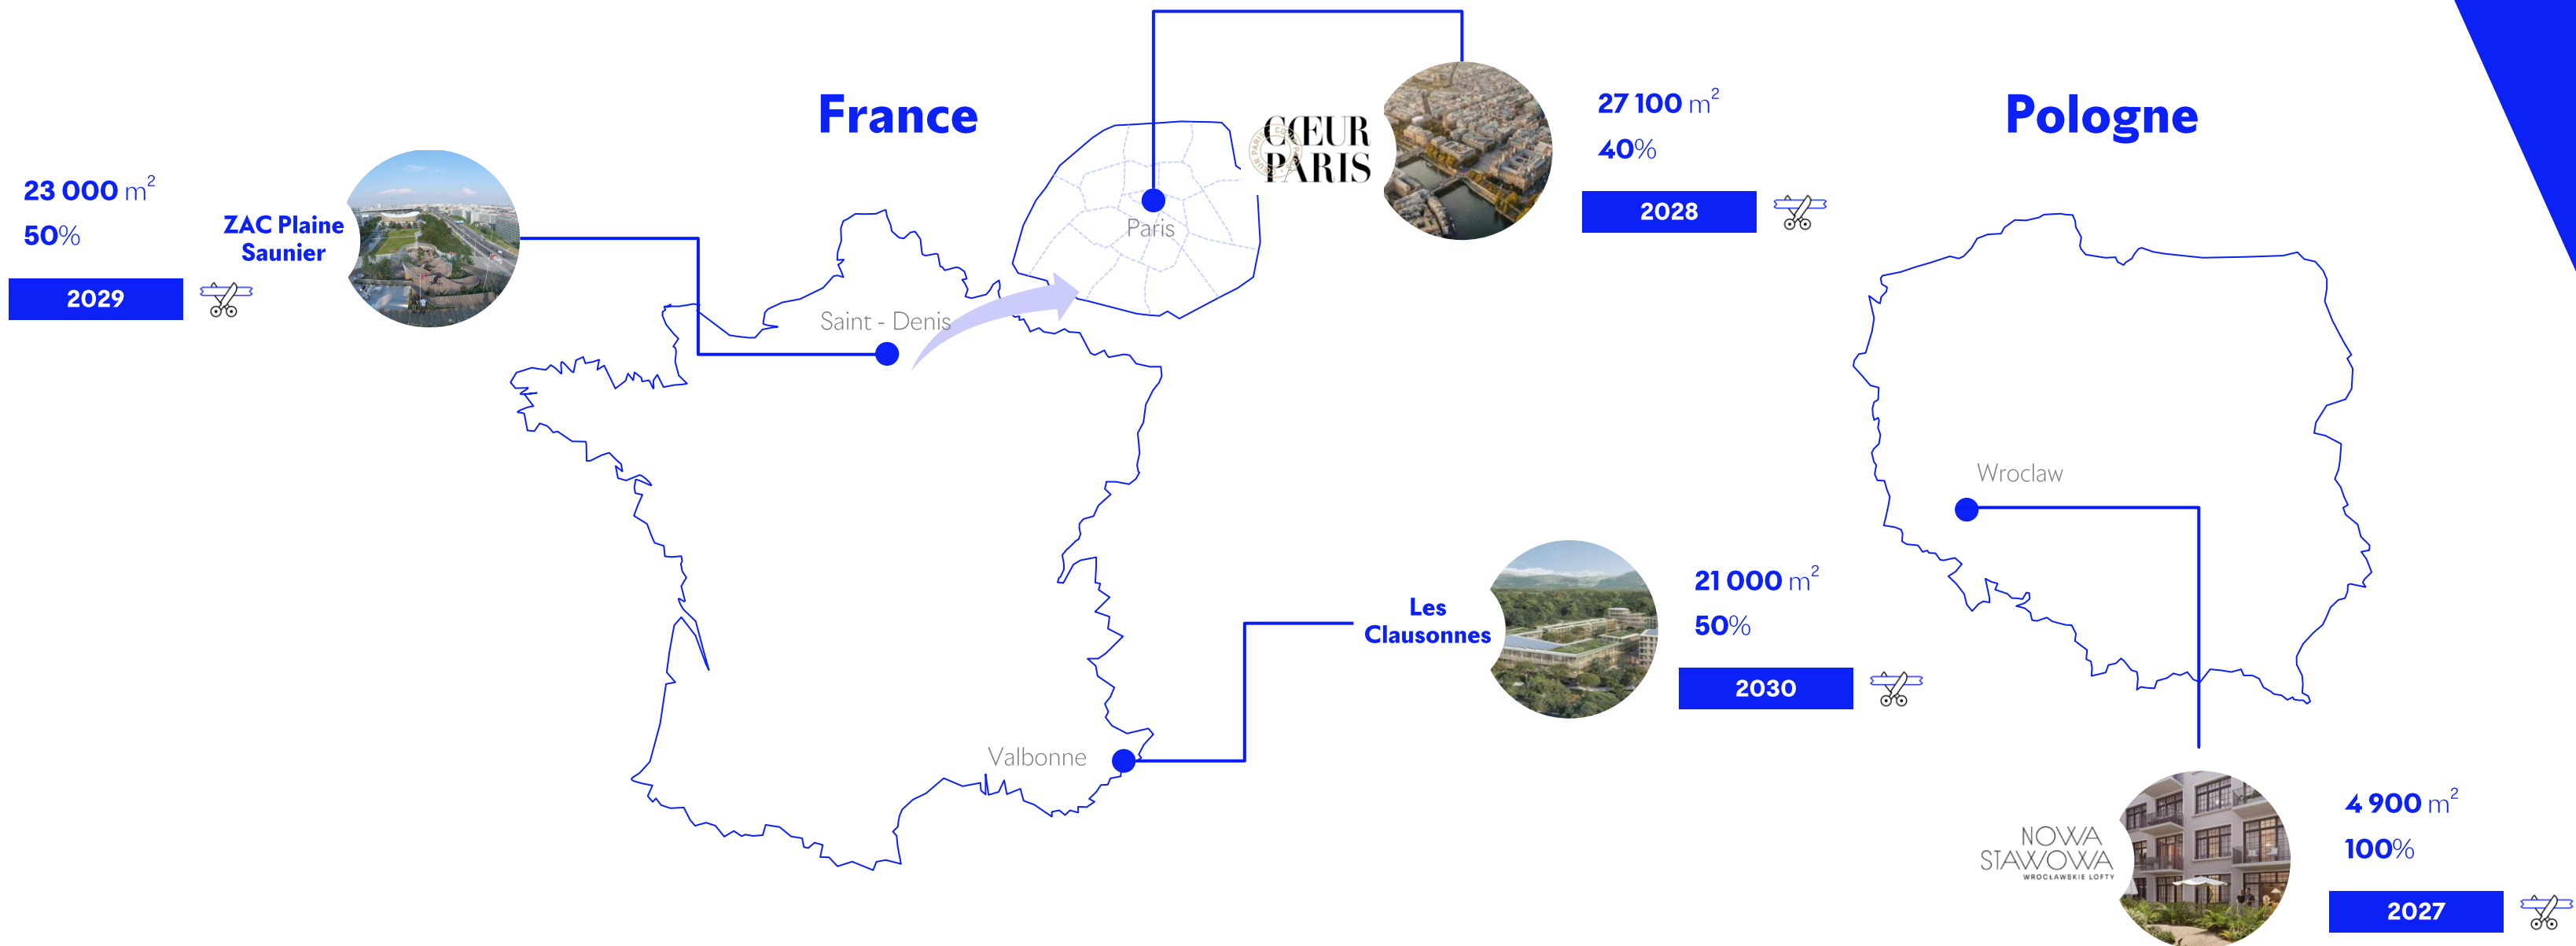 France
Pologne
23 000 m²
50%
2029
ZAC Plaine
Saunier
Saint - Denis
Paris
CŒUR
PARIS
27 100 m²
40%
2028
Valbonne
Les
Clausonnes
21 000 m²
50%
2030
Wroclaw
NOWA
STAWOWA
WROCŁAWSKIE LOFTY
4 900 m²
100%
2027